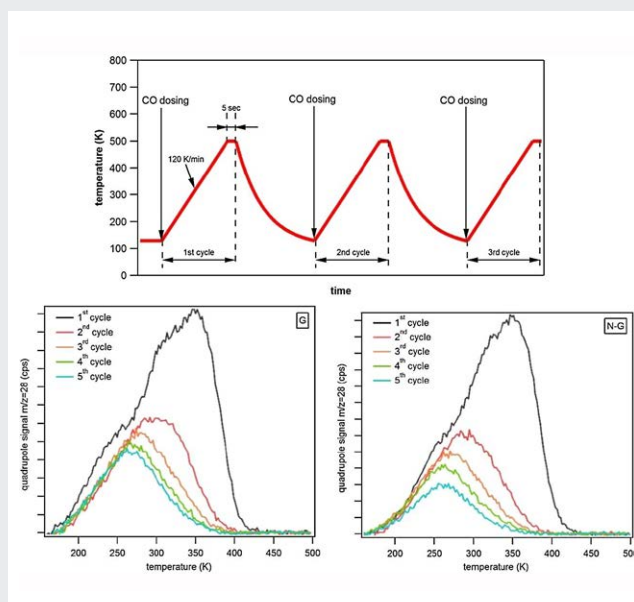 800
700
600
500
400
300
200
100
0
temperature (K)
CO dosing
CO dosing
CO dosing
5 sec
120 K/min
1st cycle
2nd cycle
3rd cycle
time
G
1st cycle
2nd cycle
3rd cycle
4th cycle
5th cycle
quadrupole signal m/z=28 (cps)
200 250 300 350 400 450 500
temperature (K)
N-G
1st cycle
2nd cycle
3rd cycle
4th cycle
5th cycle
quadrupole signal m/z=28 (cps)
200 250 300 350 400 450 500
temperature (K)